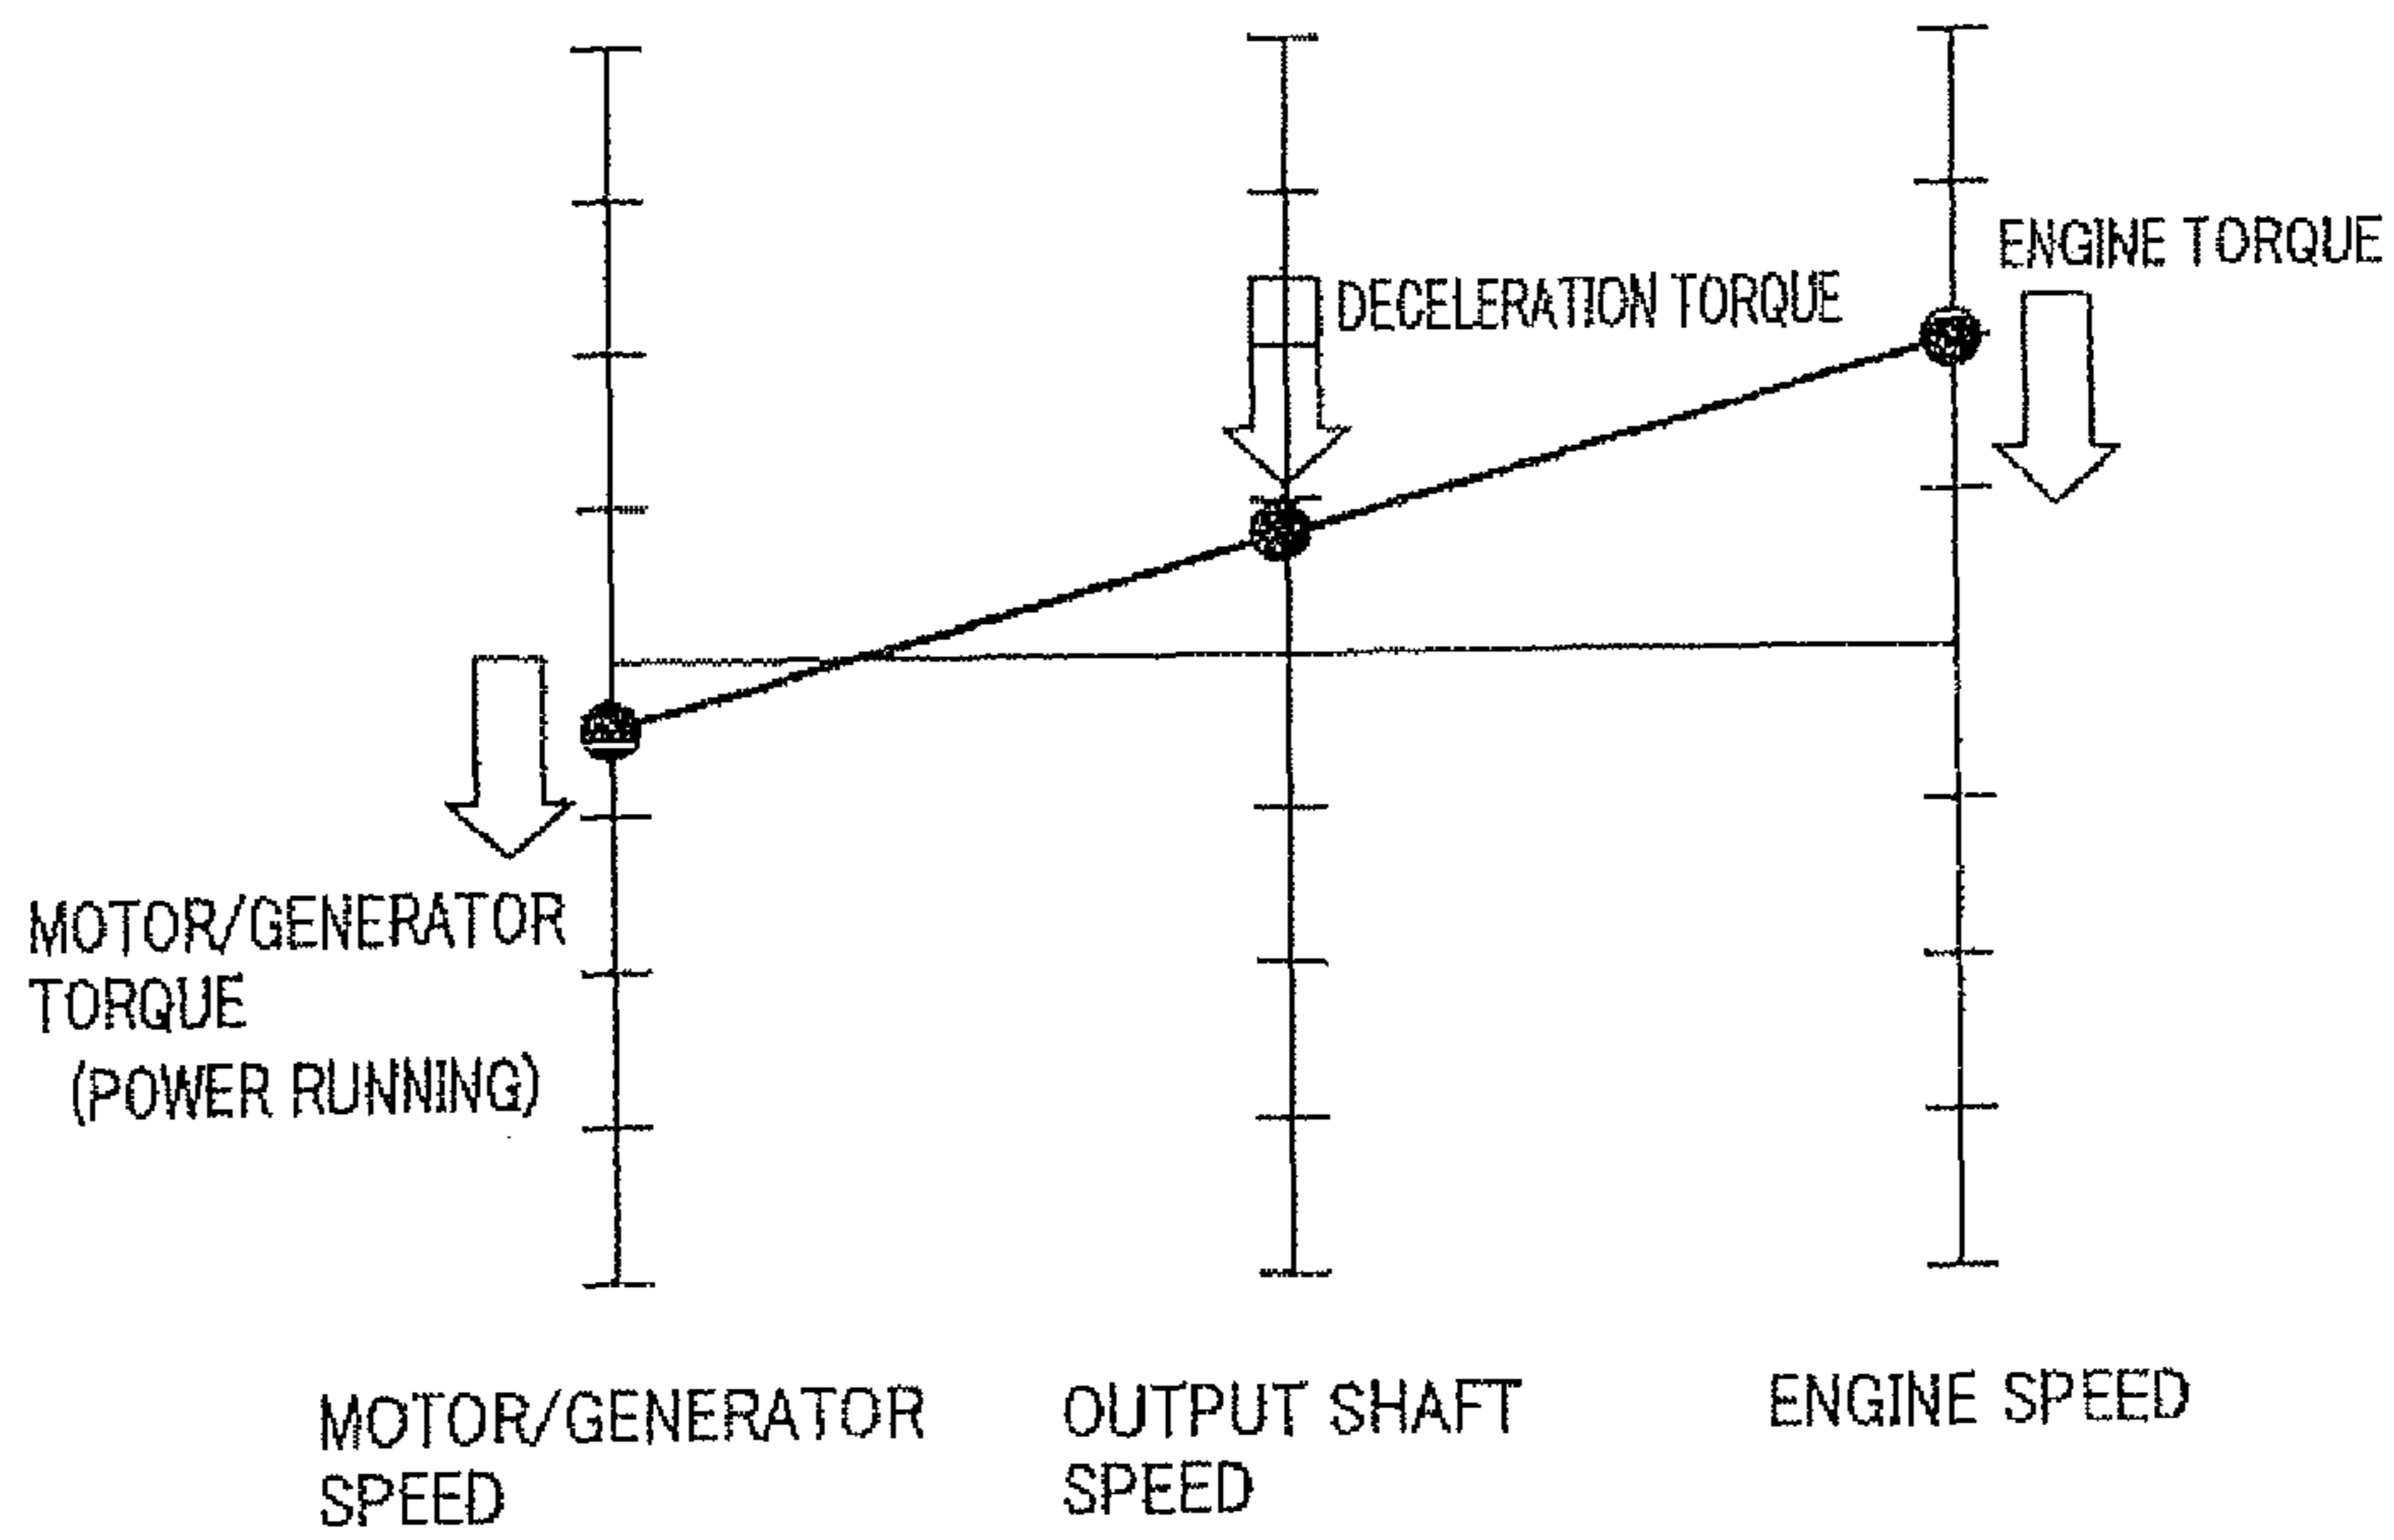 ENGINE TORQUE
DECELERATION TORQUE
MOTOR/GENERATOR
TORQUE
(POWER RUNNING)
MOTOR/GENERATOR
SPEED
OUTPUT SHAFT
SPEED
ENGINE SPEED